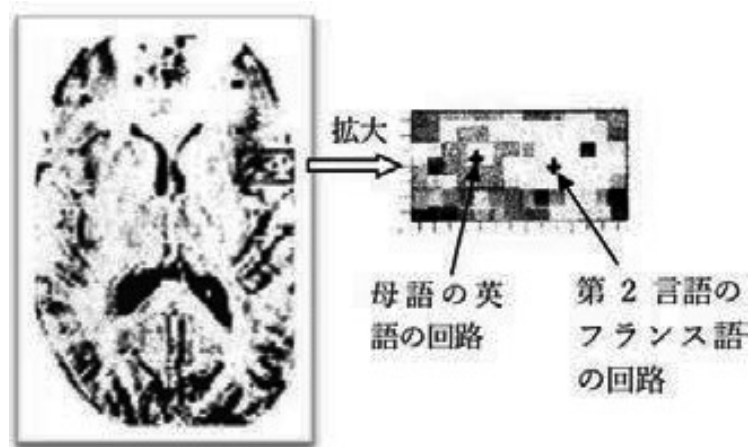 拡大
母語の英
語の回路
第2言語の
フランス語
の回路